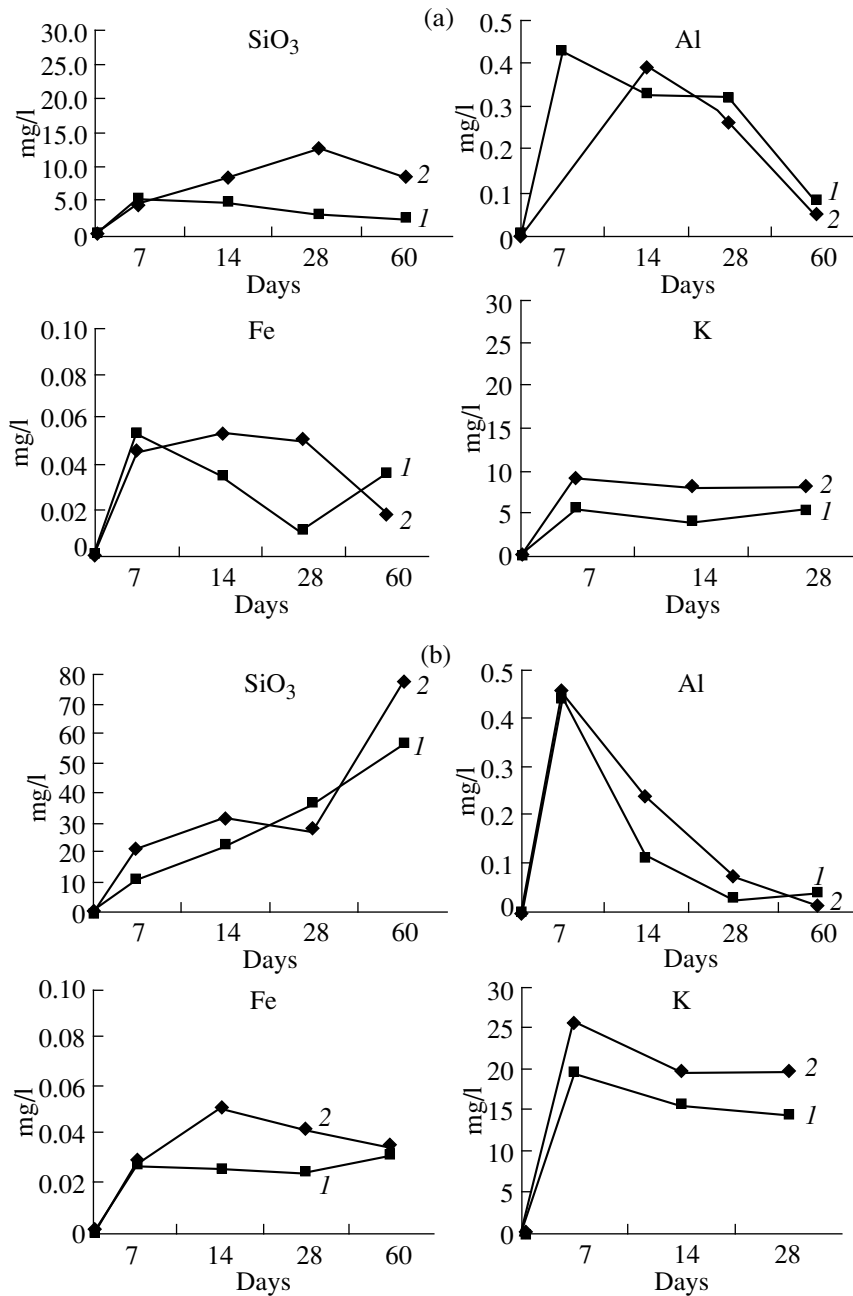 (a)
SiO3
30.0
25.0
20.0
15.0
10.0
5.0
0
mg/l
2
1
7 14 28 60
Days
Al
0.5
0.4
0.3
0.2
0.1
0
mg/l
1
2
7 14 28 60
Days
Fe
0.10
0.08
0.06
0.04
0.02
0
mg/l
1
2
7 14 28 60
Days
K
30
25
20
15
10
5
0
mg/l
2
1
7 14 28
Days
(b)
SiO3
80
70
60
50
40
30
20
10
0
mg/l
2
1
7 14 28 60
Days
Al
0.5
0.4
0.3
0.2
0.1
0
mg/l
1
2
7 14 28 60
Days
Fe
0.10
0.08
0.06
0.04
0.02
0
mg/l
2
1
7 14 28 60
Days
K
30
25
20
15
10
5
0
mg/l
2
1
7 14 28
Days